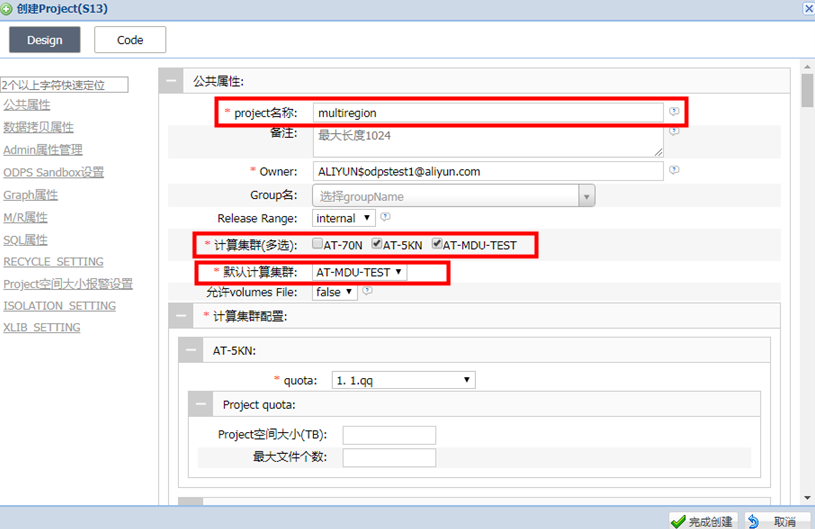 创建Project(S13)
Design
Code
2个以上字符快速定位
公共属性
数据拷贝属性
Admin属性管理
ODPS Sandbox设置
Graph属性
M/R属性
SQL属性
RECYCLE_SETTING
Project空间大小报警设置
ISOLATION_SETTING
XLIB_SETTING
公共属性:
* project名称: multiregion
备注: 最大长度1024
* Owner: ALIYUN$odpstest1@aliyun.com
Group名: 选择groupName
Release Range: internal
* 计算集群(多选): AT-70N AT-5KN AT-MDU-TEST
* 默认计算集群: AT-MDU-TEST
允许volumes File: false
* 计算集群配置:
AT-5KN:
* quota: 1. 1.qq
Project quota:
Project空间大小(TB):
最大文件个数:
完成创建
取消